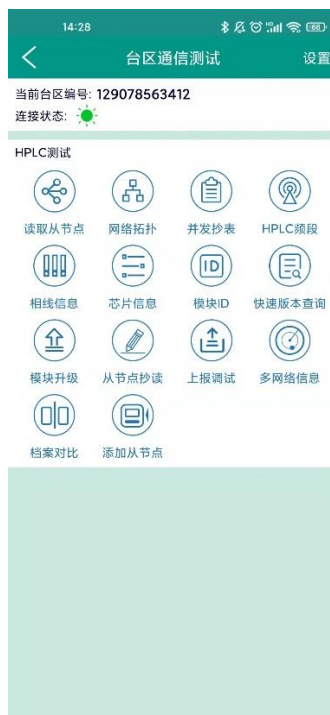 14:28
台区通信测试
设置
当前台区编号: 129078563412
连接状态:
HPLC测试
读取从节点 网络拓扑 并发抄表 HPLC频段
ID
相线信息 芯片信息 模块ID 快速版本查询
模块升级 从节点抄读 上报调试 多网络信息
档案对比 添加从节点